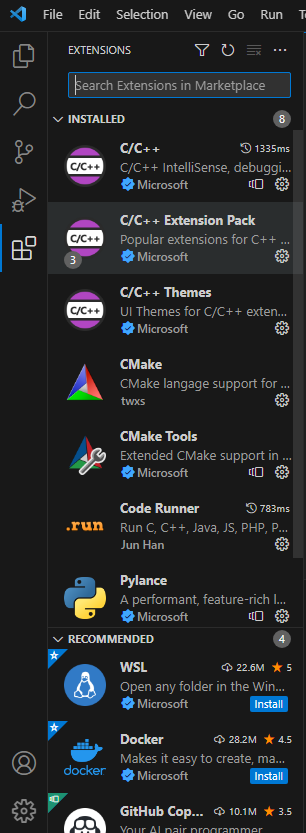 File Edit Selection View Go Run T
EXTENSIONS
Search Extensions in Marketplace
INSTALLED 8
C/C++ 1335ms
C/C++ IntelliSense, debuggi...
Microsoft
C/C++ Extension Pack
Popular extensions for C++ ...
3 Microsoft
C/C++ Themes
UI Themes for C/C++ exten...
Microsoft
CMake
CMake langage support for ...
twxs
CMake Tools
Extended CMake support in ...
Microsoft
Code Runner 783ms
.run
Run C, C++, Java, JS, PHP, P...
Jun Han
Pylance
A performant, feature-rich l...
Microsoft
RECOMMENDED 4
WSL 22.6M 5
Open any folder in the Win...
Microsoft Install
Docker 28.2M 4.5
docker
Makes it easy to create, ma...
Microsoft Install
GitHub Cop... 10.1M 3.5
Your AI pair programmer